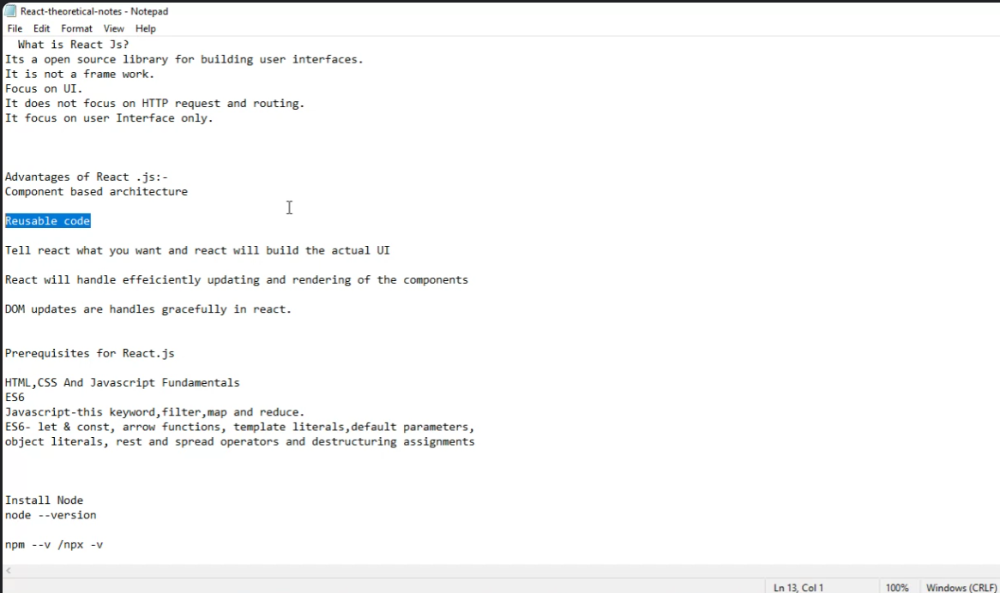 React-theoretical-notes - Notepad
File Edit Format View Help
What is React Js?
Its a open source library for building user interfaces.
It is not a frame work.
Focus on UI.
It does not focus on HTTP request and routing.
It focus on user Interface only.
Advantages of React .js:-
Component based architecture
Reusable code
Tell react what you want and react will build the actual UI
React will handle effeiciently updating and rendering of the components
DOM updates are handles gracefully in react.
Prerequisites for React.js
HTML,CSS And Javascript Fundamentals
ES6
Javascript-this keyword,filter,map and reduce.
ES6- let & const, arrow functions, template literals,default parameters,
object literals, rest and spread operators and destructuring assignments
Install Node
node --version
npm --v /npx -v
Ln 13, Col 1 100% Windows (CRLF)